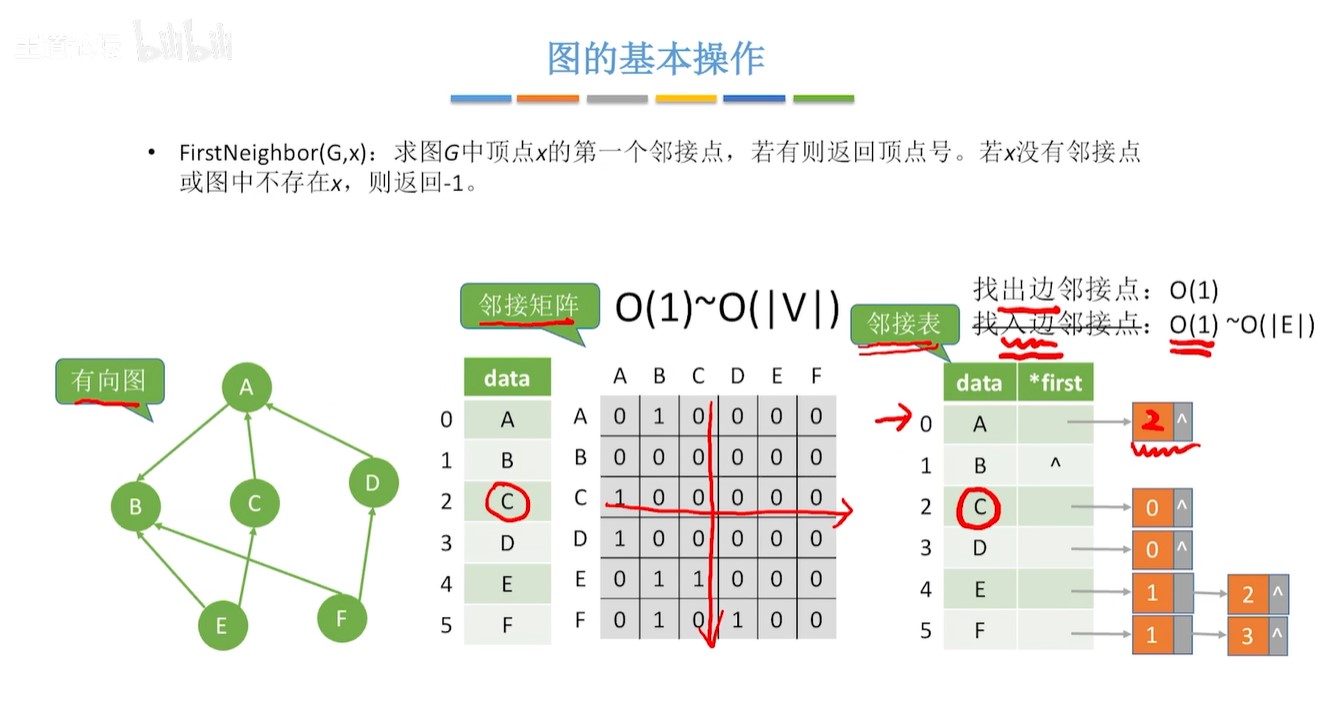 王道论坛 bilibili
图的基本操作
• FirstNeighbor(G,x)：求图G中顶点x的第一个邻接点，若有则返回顶点号。若x没有邻接点
或图中不存在x，则返回-1。
找出边邻接点：O(1)
邻接矩阵 O(1)~O(|V|) 邻接表 找入边邻接点：O(1) ~O(|E|)
有向图
A
B C D
E F
data
0 A
1 B
2 C
3 D
4 E
5 F
A B C D E F
A 0 1 0 0 0 0
B 0 0 0 0 0 0
C 1 0 0 0 0 0
D 1 0 0 0 0 0
E 0 1 1 0 0 0
F 0 1 0 1 0 0
data *first
0 A 2 ^
1 B ^
2 C 0 ^
3 D 0 ^
4 E 1 2 ^
5 F 1 3 ^